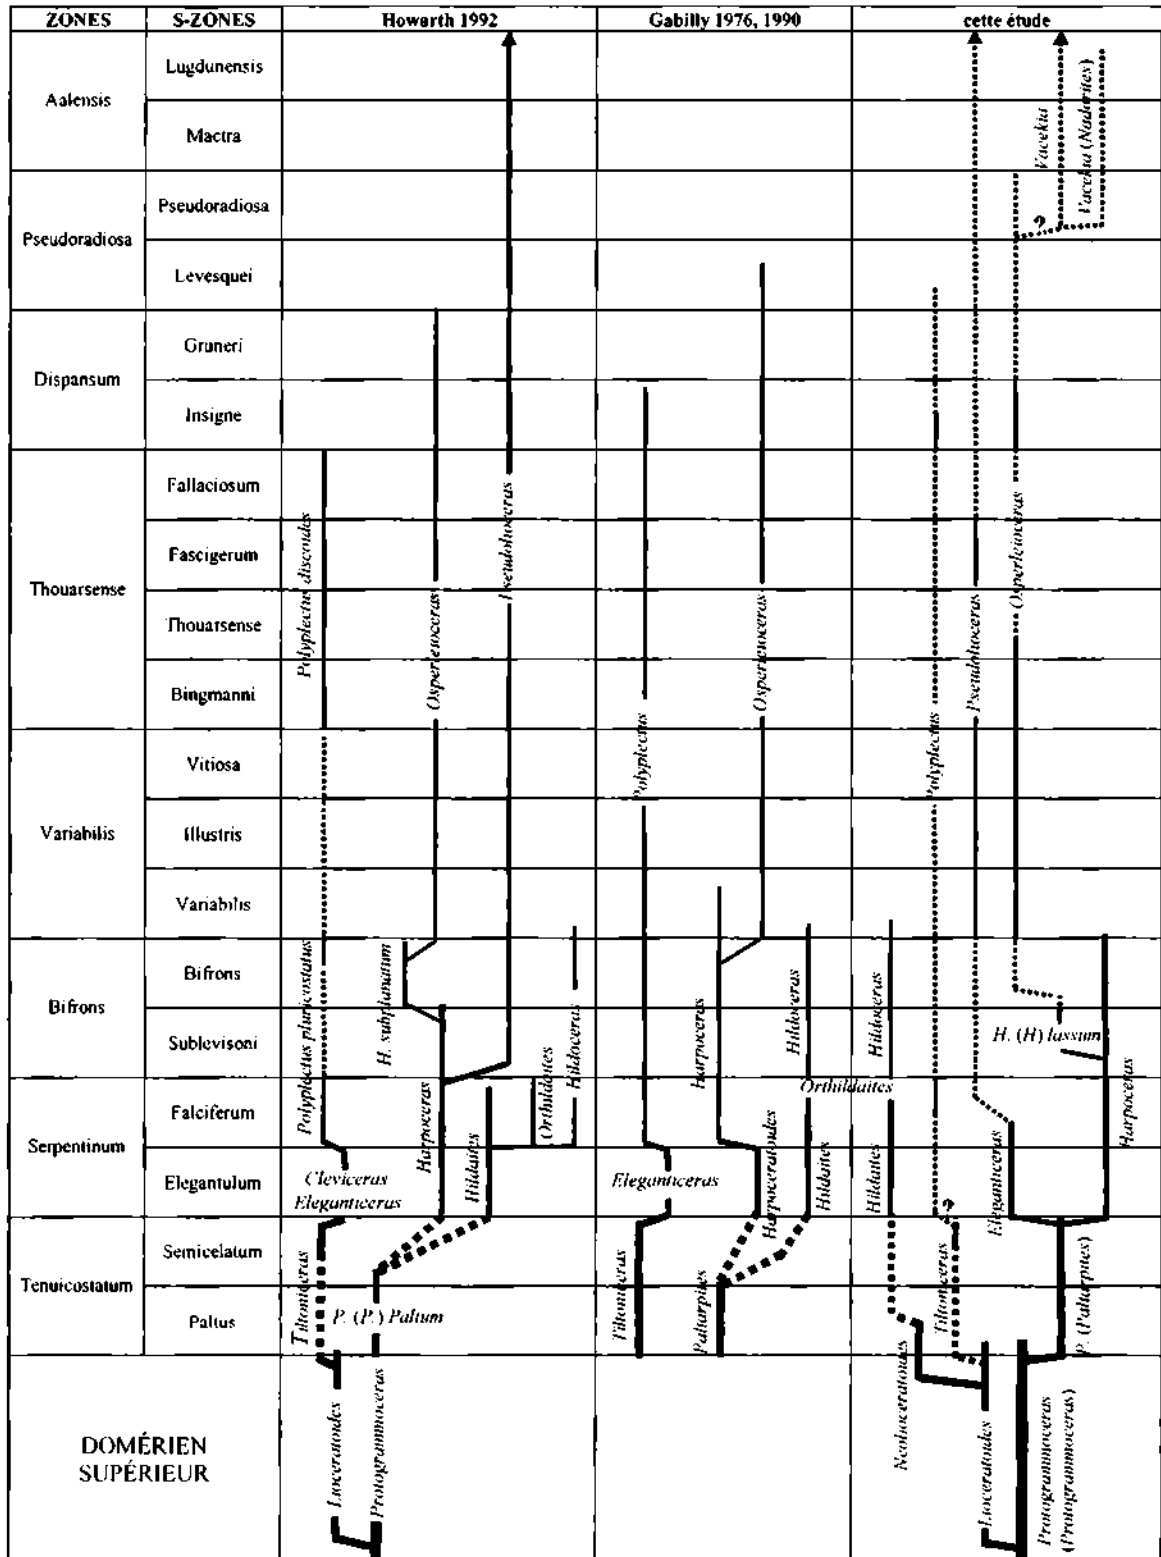 ZONES
S-ZONES
Howarth 1992
Gabilly 1976, 1990
cette étude
Aalensis
Lugdunensis
Mactra
Pseudoradiosa
Pseudoradiosa
Levesquei
Dispansum
Gruneri
Insigne
Thouarsense
Fallaciosum
Fascigerum
Thouarsense
Bingmanni
Variabilis
Vitiosa
Illustris
Variabilis
Bifrons
Bifrons
Sublevisoni
Serpentinum
Falciferum
Elegantulum
Tenuicostatum
Semicelatum
Paltus
DOMÉRIEN
SUPÉRIEUR
Polyplectus discoides
Osperleioceras
Pseudolioceras
Polyplectus pluricostatus
H. subplanatum
Hildoceras
Orthildaites
Harpoceras
Hildaites
Cleviceras
Eleganticeras
Tiltoniceras
P. (P.) Paltum
Lioceratoides
Protogrammoceras
Polyplectus
Osperleioceras
Harpoceras
Hildoceras
Eleganticeras
Harpoceratoides
Hildaites
Tiltoniceras
Paltarpites
Vacekia
Vacekia (Nadorites)
?
Osperleioceras
Pseudolioceras
Polyplectus
Hildoceras
H. (H) lassum
Orthildaites
Harpoceras
Hildaites
Eleganticeras
?
Tiltoniceras
P. (Paltarpites)
Neolioceratoides
Lioceratoides
Protogrammoceras
(Protogrammoceras)